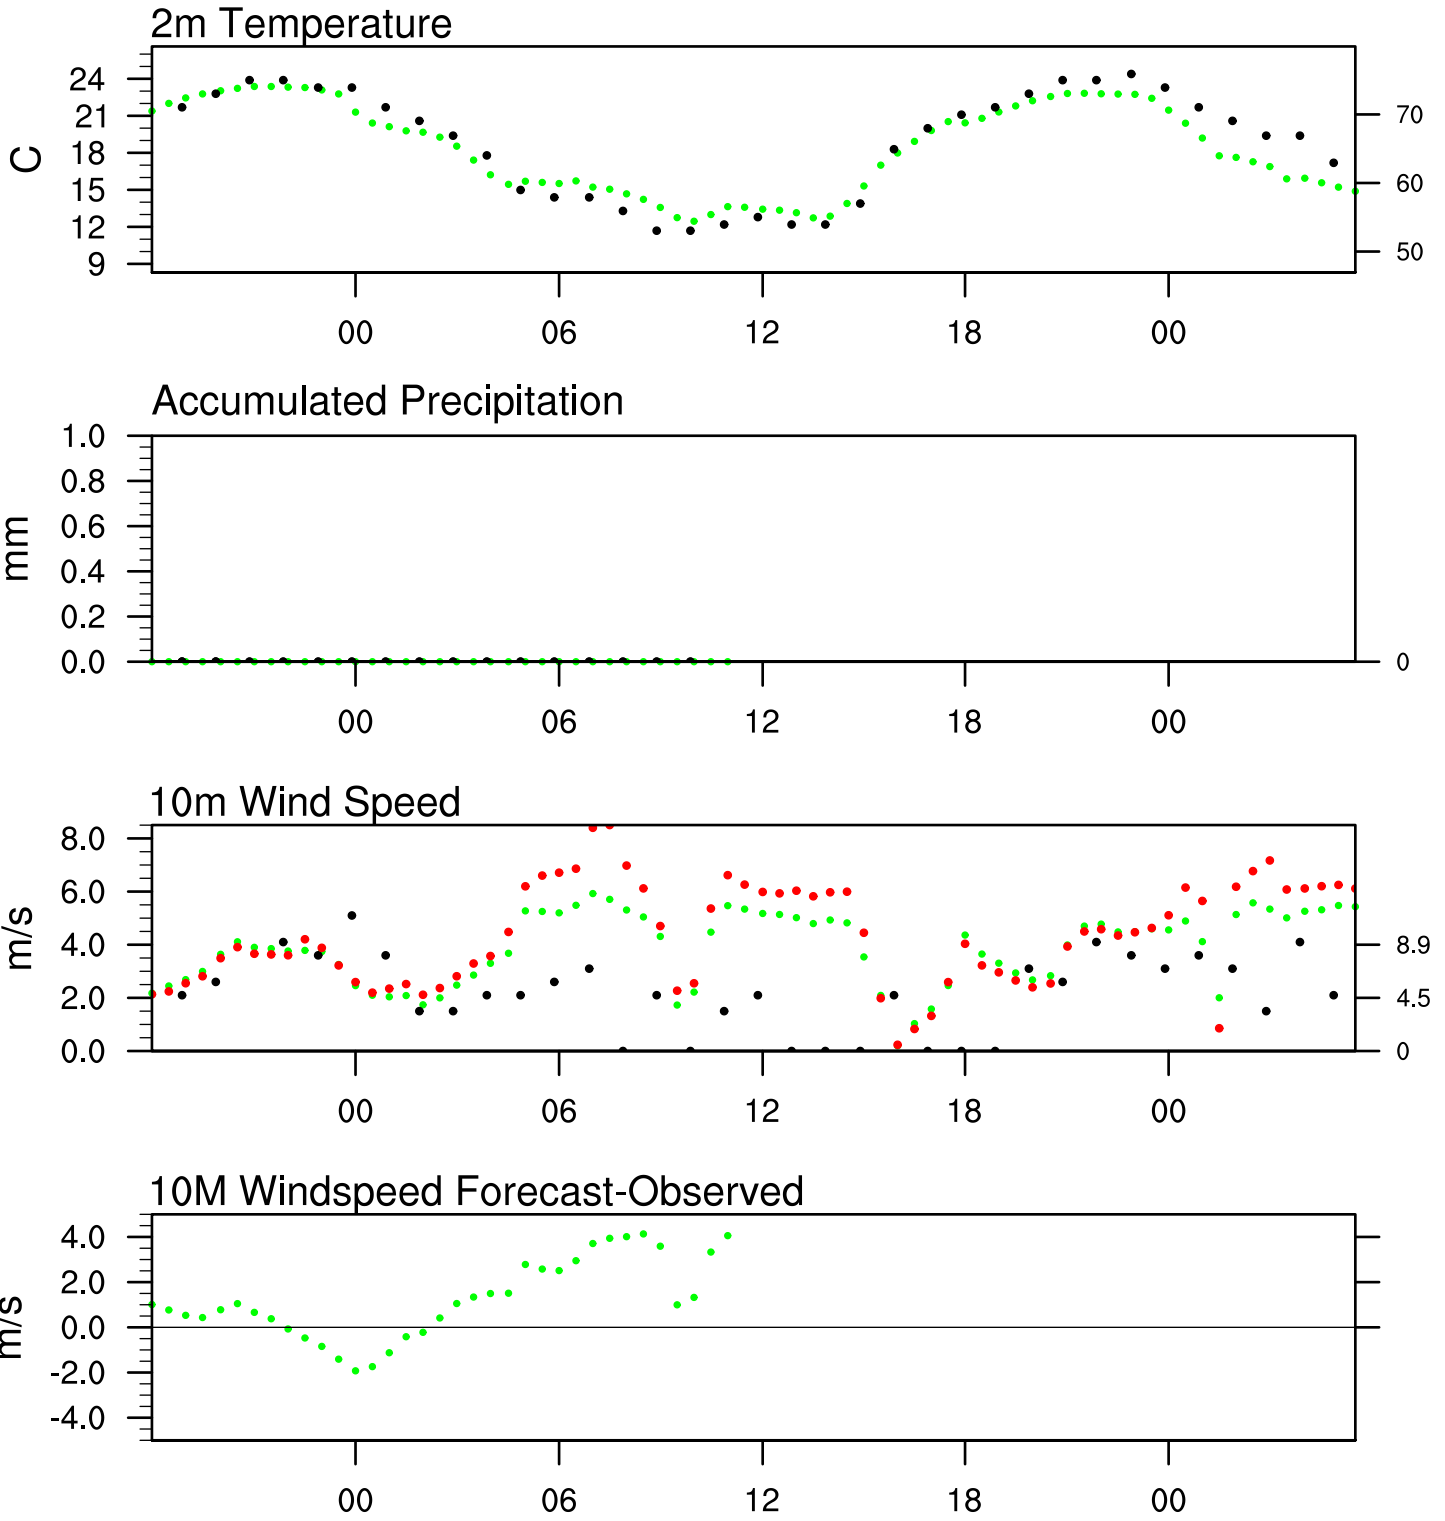 2m Temperature
24
21
18
15
12
9
C
70
60
50
00 06 12 18 00
Accumulated Precipitation
1.0
0.8
0.6
0.4
0.2
0.0
mm
0
00 06 12 18 00
10m Wind Speed
8.0
6.0
4.0
2.0
0.0
m/s
8.9
4.5
0
00 06 12 18 00
10M Windspeed Forecast-Observed
4.0
2.0
0.0
-2.0
-4.0
m/s
00 06 12 18 00